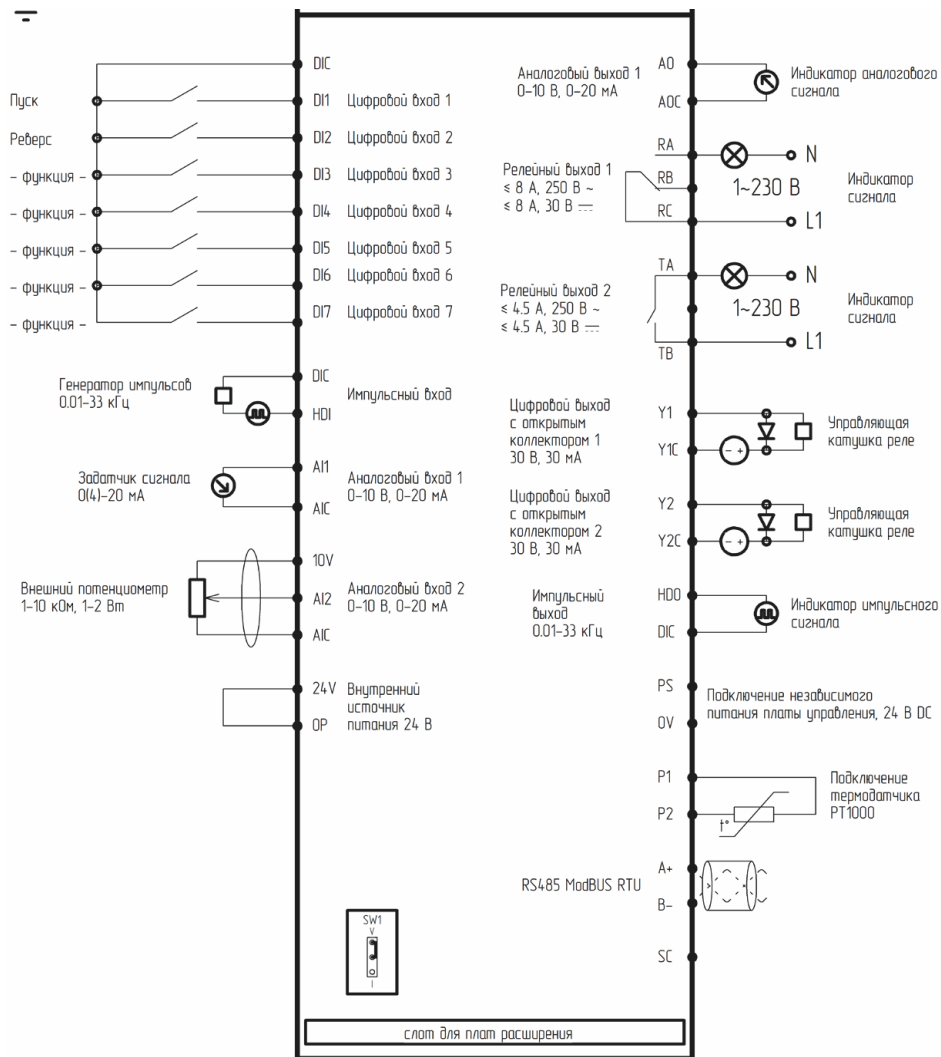 DIC
Пуск
DI1 Цифровой вход 1
Реверс
DI2 Цифровой вход 2
- функция -
DI3 Цифровой вход 3
- функция -
DI4 Цифровой вход 4
- функция -
DI5 Цифровой вход 5
- функция -
DI6 Цифровой вход 6
- функция -
DI7 Цифровой вход 7
Генератор импульсов
0.01-33 кГц
DIC
HDI
Импульсный вход
Задатчик сигнала
0(4)-20 мА
AI1
AIC
Аналоговый вход 1
0-10 В, 0-20 мА
Внешний потенциометр
1-10 кОм, 1-2 Вт
10V
AI2
AIC
Аналоговый вход 2
0-10 В, 0-20 мА
24V
OP
Внутренний
источник
питания 24 В
SW1
V
I
слот для плат расширения
Аналоговый выход 1
0-10 В, 0-20 мА
AO
AOC
Индикатор аналогового
сигнала
Релейный выход 1
≤ 8 А, 250 В ~
≤ 8 А, 30 В ⎓
RA
RB
RC
N
1~230 В
L1
Индикатор
сигнала
Релейный выход 2
≤ 4.5 А, 250 В ~
≤ 4.5 А, 30 В ⎓
TA
TB
N
1~230 В
L1
Индикатор
сигнала
Цифровой выход
с открытым
коллектором 1
30 В, 30 мА
Y1
Y1C
- +
Управляющая
катушка реле
Цифровой выход
с открытым
коллектором 2
30 В, 30 мА
Y2
Y2C
- +
Управляющая
катушка реле
Импульсный
выход
0.01-33 кГц
HDO
DIC
Индикатор импульсного
сигнала
PS
0V
Подключение независимого
питания платы управления, 24 В DC
P1
P2
t°
Подключение
термодатчика
PT1000
RS485 ModBUS RTU
A+
B-
SC